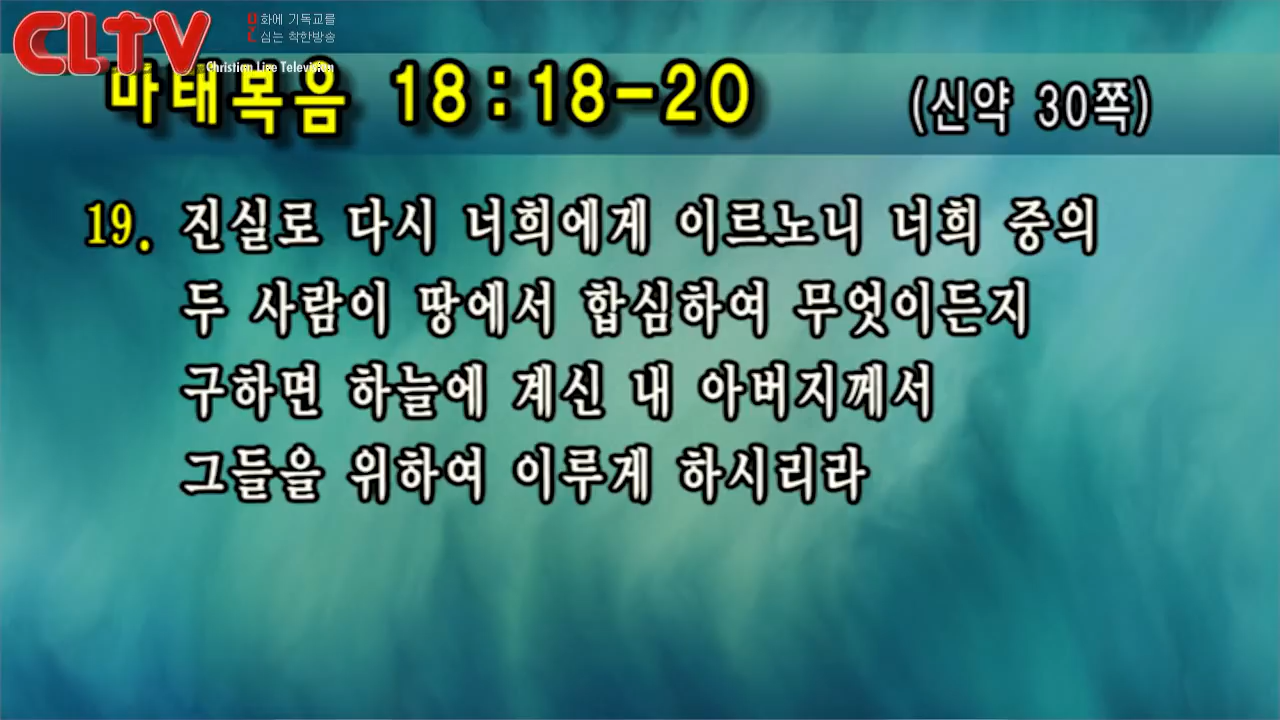 CLTV
문화에 기독교를
심는 착한방송
Christian Live Television
마태복음 18:18-20
(신약 30쪽)
19. 진실로 다시 너희에게 이르노니 너희 중의
두 사람이 땅에서 합심하여 무엇이든지
구하면 하늘에 계신 내 아버지께서
그들을 위하여 이루게 하시리라